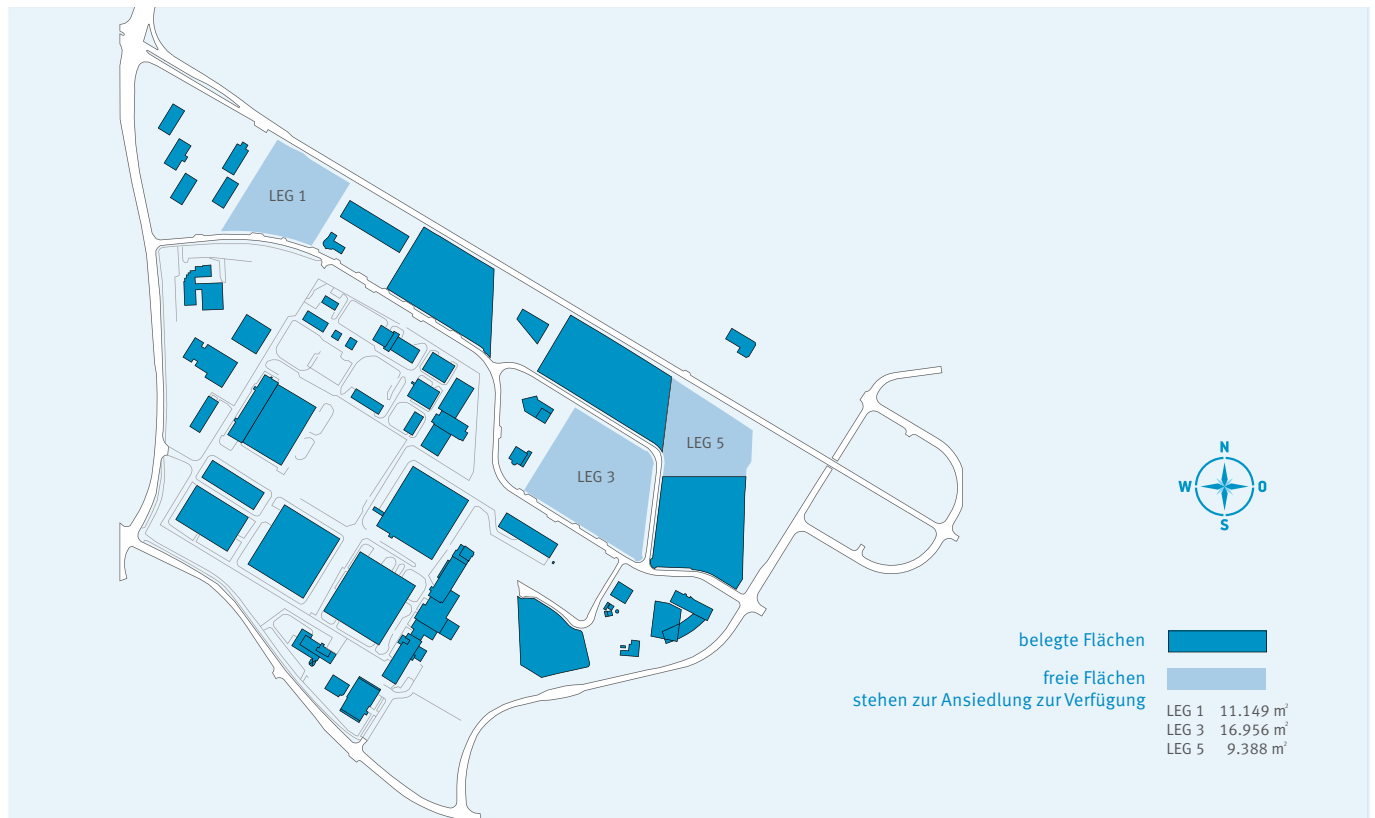 LEG 1
LEG 5
LEG 3
N
W O
S
belegte Flächen
freie Flächen
stehen zur Ansiedlung zur Verfügung
LEG 1 11.149 m²
LEG 3 16.956 m²
LEG 5 9.388 m²